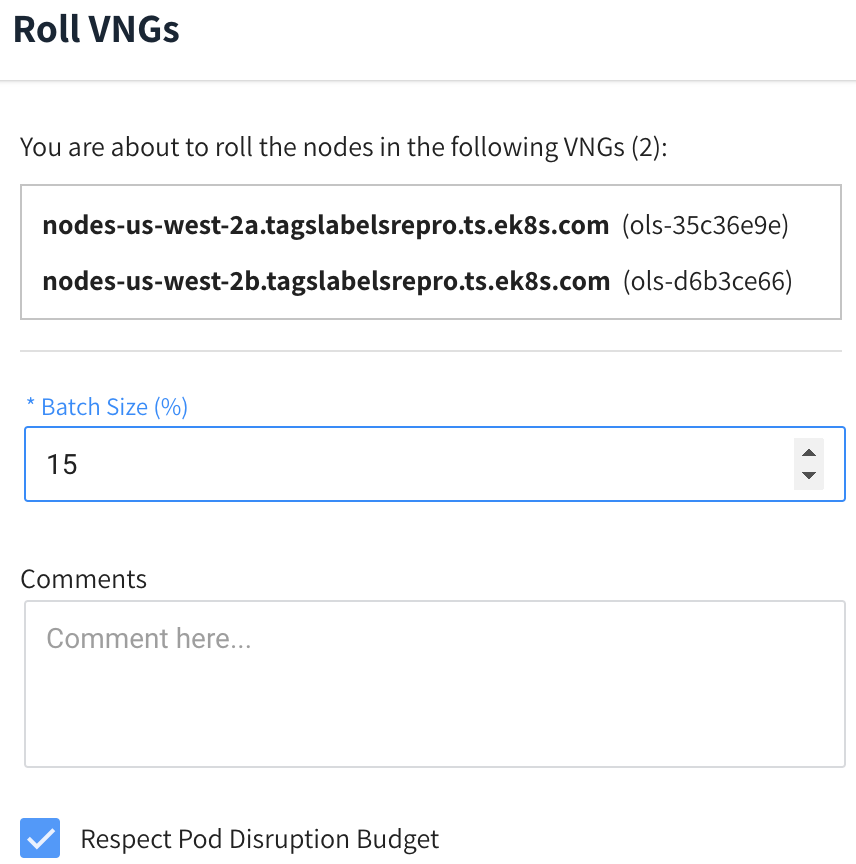 Roll VNGs
You are about to roll the nodes in the following VNGs (2):
nodes-us-west-2a.tagslabelsrepro.ts.ek8s.com (ols-35c36e9e)
nodes-us-west-2b.tagslabelsrepro.ts.ek8s.com (ols-d6b3ce66)
* Batch Size (%)
15
Comments
Comment here...
Respect Pod Disruption Budget